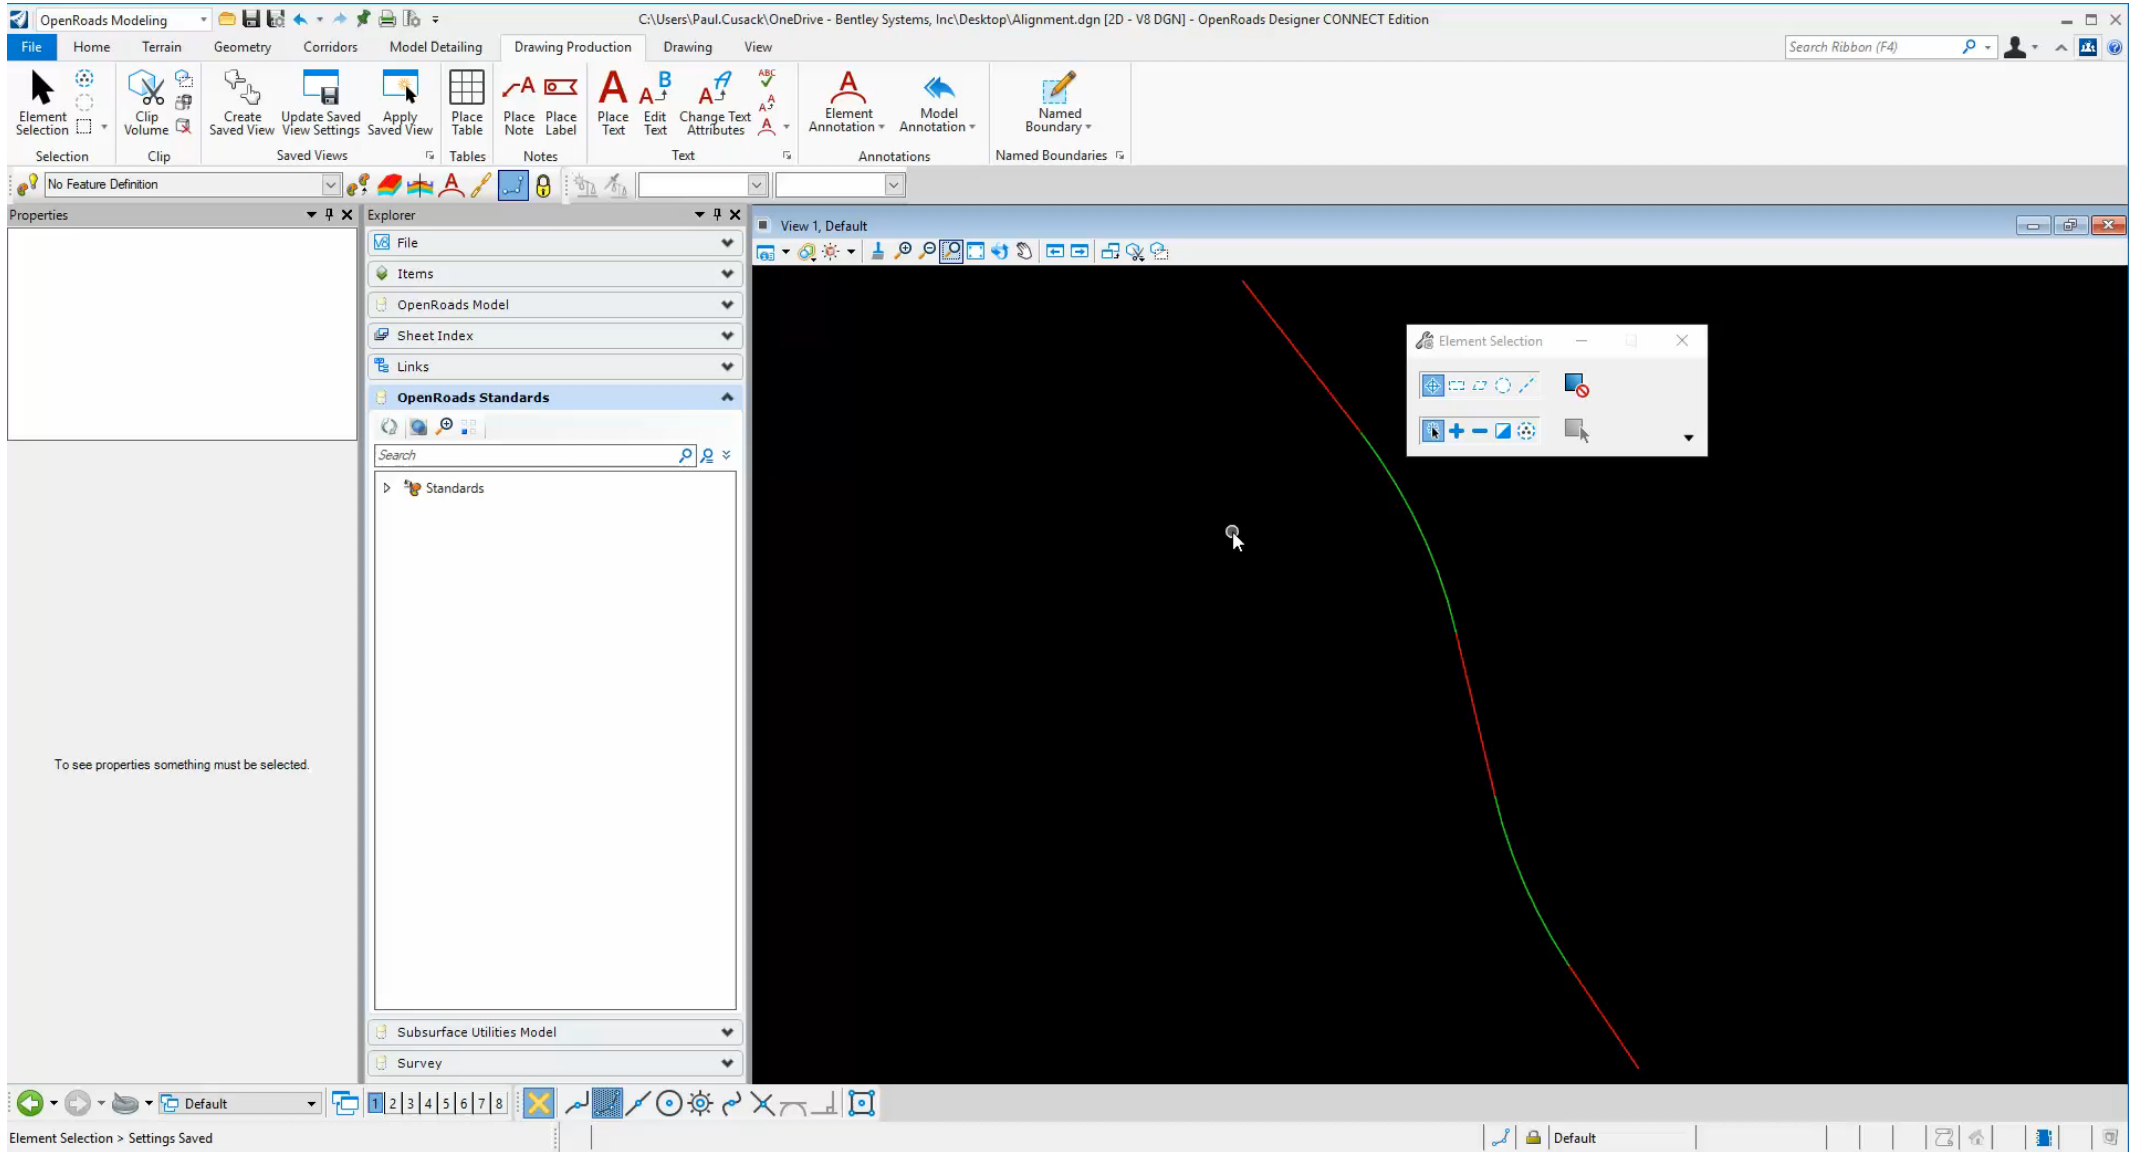 OpenRoads Modeling
C:\Users\Paul.Cusack\OneDrive - Bentley Systems, Inc\Desktop\Alignment.dgn [2D - V8 DGN] - OpenRoads Designer CONNECT Edition
File Home Terrain Geometry Corridors Model Detailing Drawing Production Drawing View
Search Ribbon (F4)
Element Selection
Clip Volume
Create Saved View
Update Saved View Settings
Apply Saved View
Place Table
Place Note
Place Label
Place Text
Edit Text
Change Text Attributes
Element Annotation
Model Annotation
Named Boundary
Selection Clip Saved Views Tables Notes Text Annotations Named Boundaries
No Feature Definition
Properties
Explorer
View 1, Default
File
Items
OpenRoads Model
Sheet Index
Links
OpenRoads Standards
Search
Standards
Element Selection
To see properties something must be selected.
Subsurface Utilities Model
Survey
Default
1 2 3 4 5 6 7 8
Element Selection > Settings Saved
Default